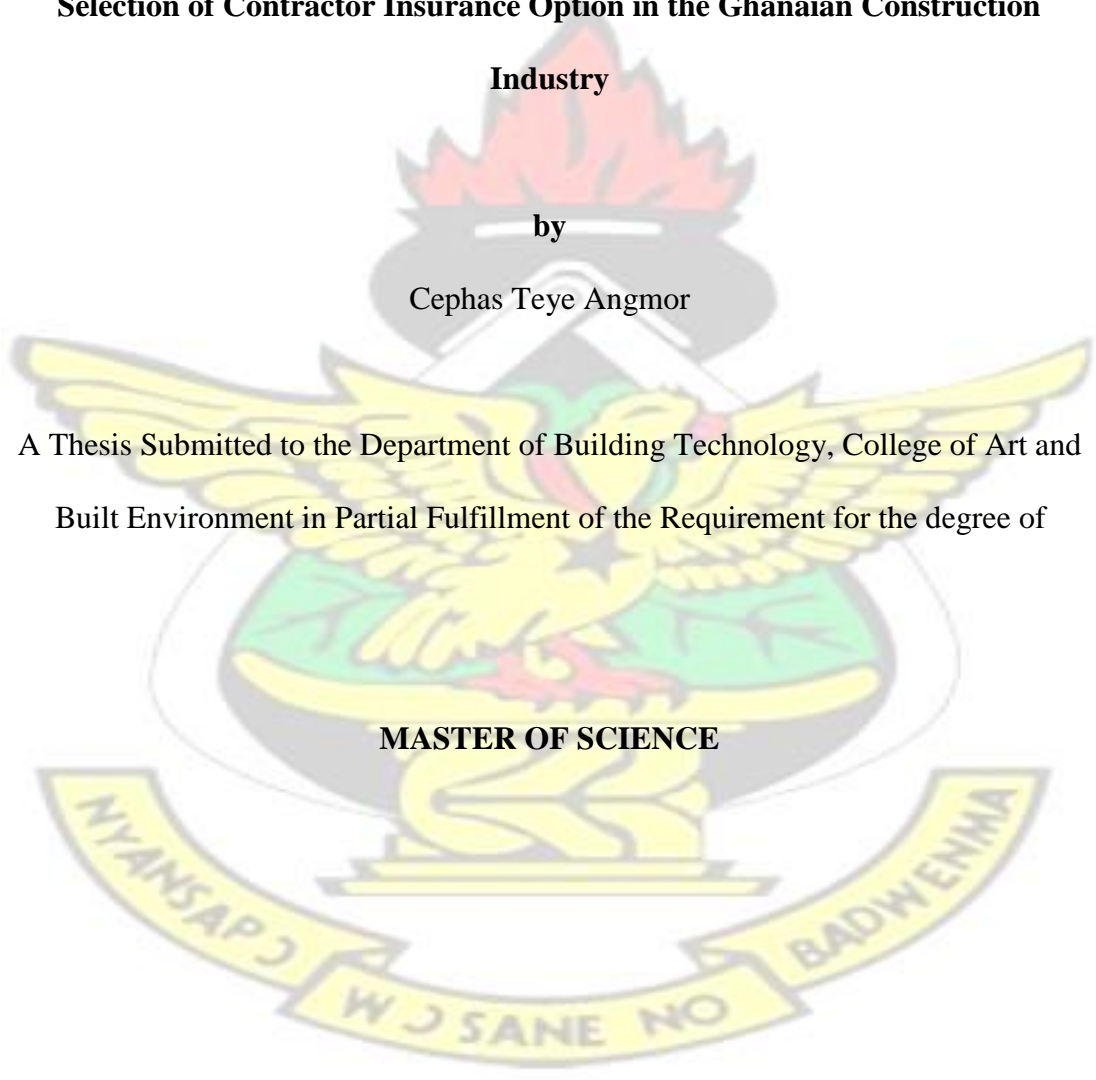 Selection of Contractor Insurance Option in the Ghanaian Construction
Industry
by
Cephas Teye Angmor
A Thesis Submitted to the Department of Building Technology, College of Art and
Built Environment in Partial Fulfillment of the Requirement for the degree of
MASTER OF SCIENCE
NYANSAPƆ
WƆSANE NO
BADWENMA